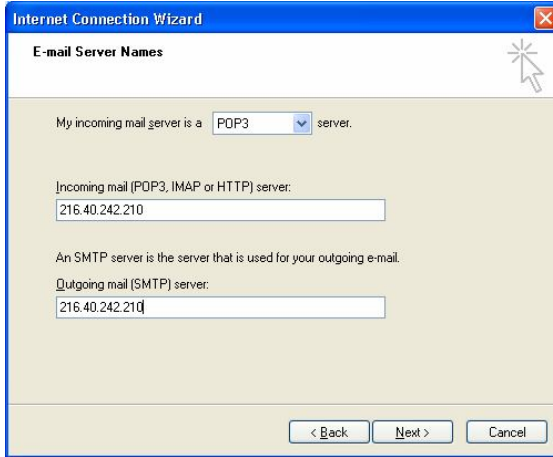 Internet Connection Wizard
E-mail Server Names
My incoming mail server is a POP3 server.
Incoming mail (POP3, IMAP or HTTP) server:
216.40.242.210
An SMTP server is the server that is used for your outgoing e-mail.
Outgoing mail (SMTP) server:
216.40.242.210
< Back Next > Cancel